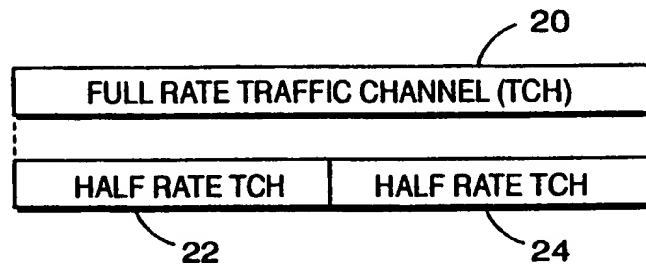 20
FULL RATE TRAFFIC CHANNEL (TCH)
HALF RATE TCH HALF RATE TCH
22 24